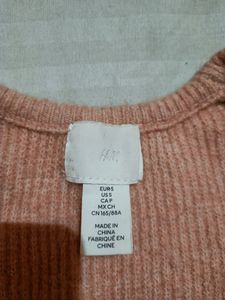 H&M
EUR S
US S
CA P
MX CH
CN 165/88A
MADE IN
CHINA
FABRIQUÉ EN
CHINE